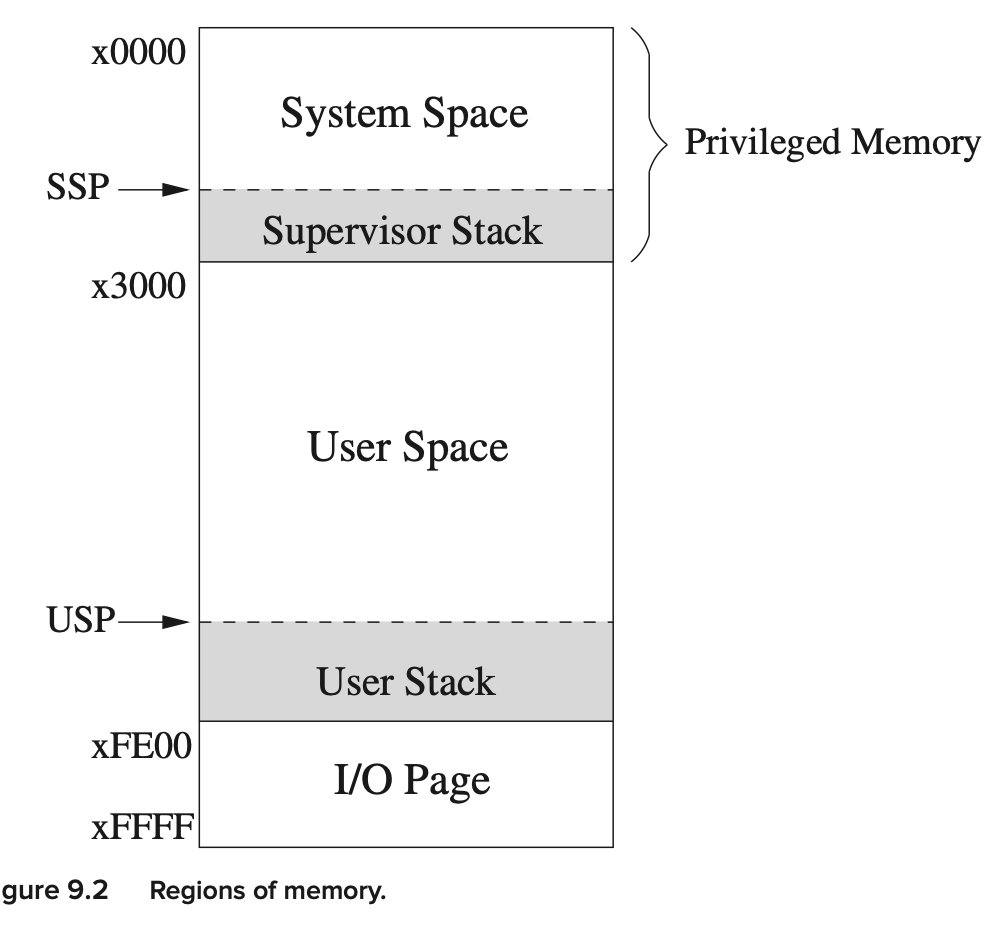 x0000
System Space
Privileged Memory
SSP
Supervisor Stack
x3000
User Space
USP
User Stack
xFE00
I/O Page
xFFFF
gure 9.2 Regions of memory.